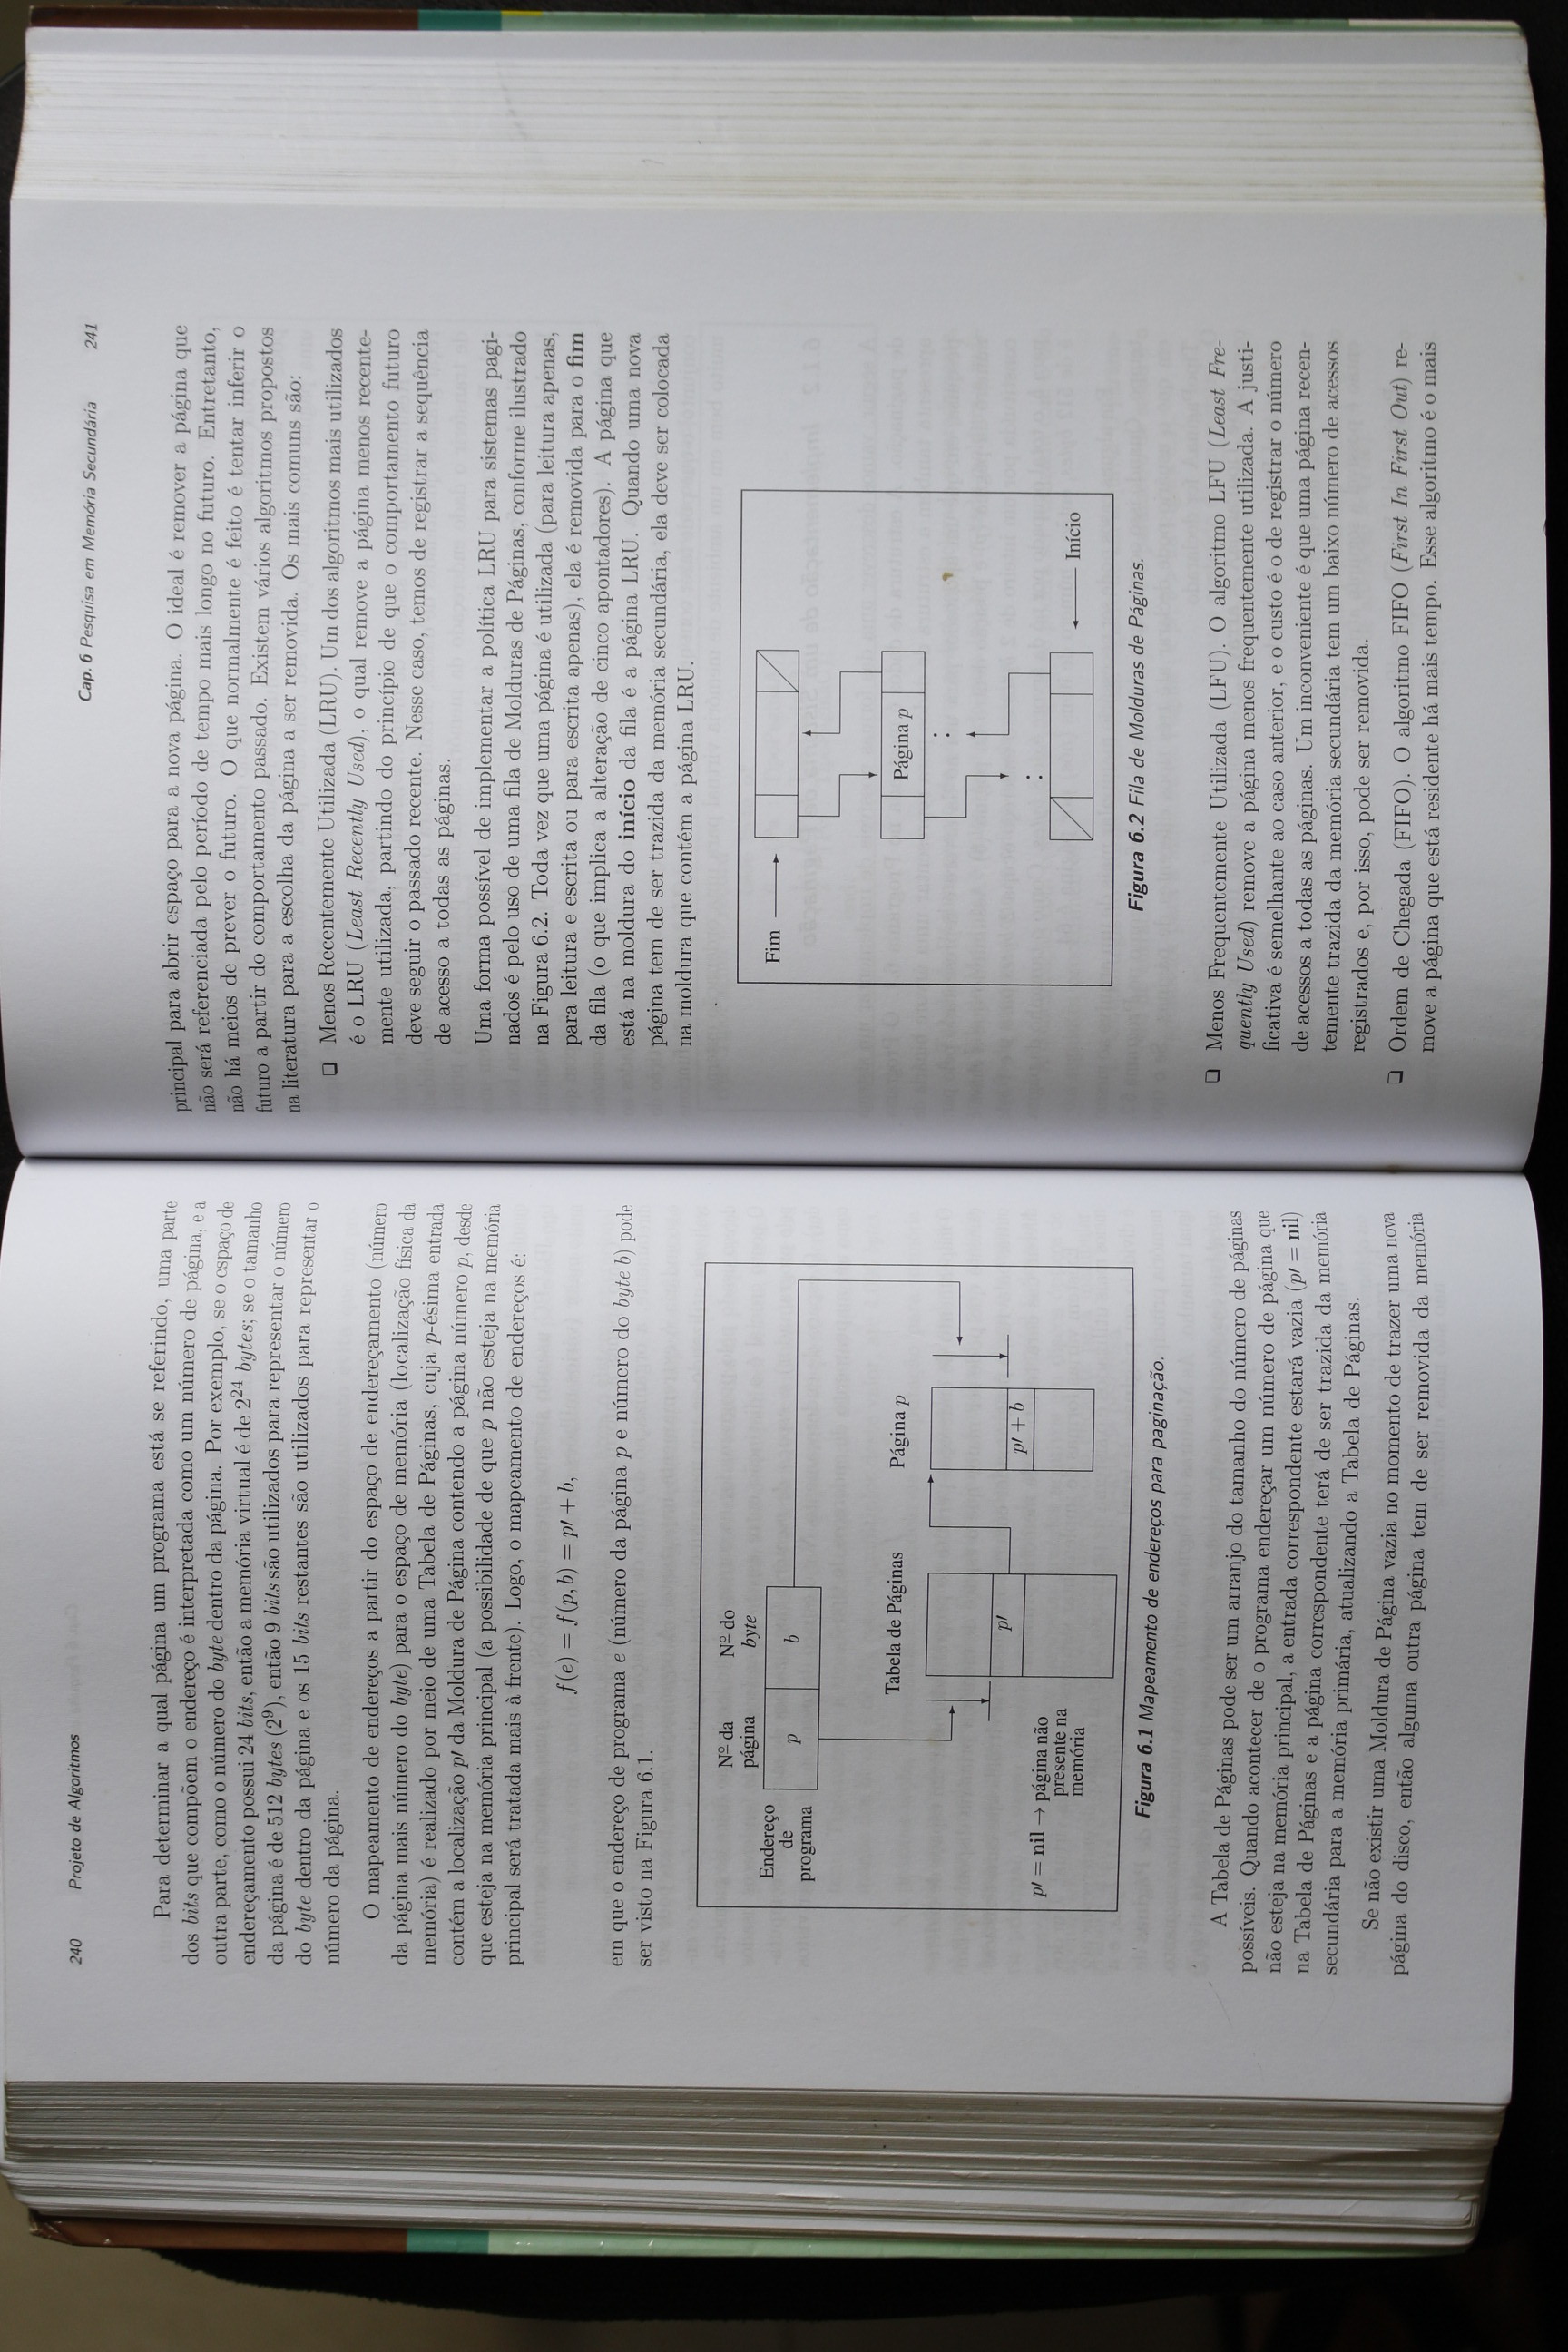 240 Projeto de Algoritmos
Para determinar a qual página um programa está se referindo, uma parte
dos bits que compõem o endereço é interpretada como um número de página, e a
outra parte, como o número do byte dentro da página. Por exemplo, se o espaço de
endereçamento possui 24 bits, então a memória virtual é de 2²⁴ bytes; se o tamanho
da página é de 512 bytes (2⁹), então 9 bits são utilizados para representar o número
do byte dentro da página e os 15 bits restantes são utilizados para representar o
número da página.
O mapeamento de endereços a partir do espaço de endereçamento (número
da página mais número do byte) para o espaço de memória (localização física da
memória) é realizado por meio de uma Tabela de Páginas, cuja p-ésima entrada
contém a localização p′ da Moldura de Página contendo a página número p, desde
que esteja na memória principal (a possibilidade de que p não esteja na memória
principal será tratada mais à frente). Logo, o mapeamento de endereços é:
f(e) = f(p, b) = p′ + b,
em que o endereço de programa e (número da página p e número do byte b) pode
ser visto na Figura 6.1.
Nº da
página
Nº do
byte
Endereço
de
programa
p
b
Tabela de Páginas
Página p
p′
p′ + b
p′ = nil → página não
presente na
memória
Figura 6.1 Mapeamento de endereços para paginação.
A Tabela de Páginas pode ser um arranjo do tamanho do número de páginas
possíveis. Quando acontecer de o programa endereçar um número de página que
não esteja na memória principal, a entrada correspondente estará vazia (p′ = nil)
na Tabela de Páginas e a página correspondente terá de ser trazida da memória
secundária para a memória primária, atualizando a Tabela de Páginas.
Se não existir uma Moldura de Página vazia no momento de trazer uma nova
página do disco, então alguma outra página tem de ser removida da memória
Cap. 6 Pesquisa em Memória Secundária 241
principal para abrir espaço para a nova página. O ideal é remover a página que
não será referenciada pelo período de tempo mais longo no futuro. Entretanto,
não há meios de prever o futuro. O que normalmente é feito é tentar inferir o
futuro a partir do comportamento passado. Existem vários algoritmos propostos
na literatura para a escolha da página a ser removida. Os mais comuns são:
❑ Menos Recentemente Utilizada (LRU). Um dos algoritmos mais utilizados
é o LRU (Least Recently Used), o qual remove a página menos recente-
mente utilizada, partindo do princípio de que o comportamento futuro
deve seguir o passado recente. Nesse caso, temos de registrar a sequência
de acesso a todas as páginas.
Uma forma possível de implementar a política LRU para sistemas pagi-
nados é pelo uso de uma fila de Molduras de Páginas, conforme ilustrado
na Figura 6.2. Toda vez que uma página é utilizada (para leitura apenas,
para leitura e escrita ou para escrita apenas), ela é removida para o fim
da fila (o que implica a alteração de cinco apontadores). A página que
está na moldura do início da fila é a página LRU. Quando uma nova
página tem de ser trazida da memória secundária, ela deve ser colocada
na moldura que contém a página LRU.
Fim
Página p
Início
Figura 6.2 Fila de Molduras de Páginas.
❑ Menos Frequentemente Utilizada (LFU). O algoritmo LFU (Least Fre-
quently Used) remove a página menos frequentemente utilizada. A justi-
ficativa é semelhante ao caso anterior, e o custo é o de registrar o número
de acessos a todas as páginas. Um inconveniente é que uma página recen-
temente trazida da memória secundária tem um baixo número de acessos
registrados e, por isso, pode ser removida.
❑ Ordem de Chegada (FIFO). O algoritmo FIFO (First In First Out) re-
move a página que está residente há mais tempo. Esse algoritmo é o mais